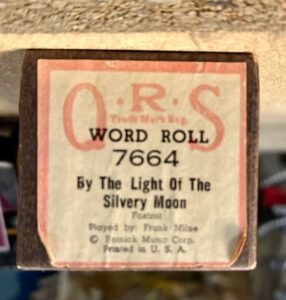 Q·R·S
Trade Mark Reg.
WORD ROLL
7664
By The Light Of The
Silvery Moon
Foxtrot
Played by: Frank Milne
© Remick Music Corp.
Printed in U. S. A.